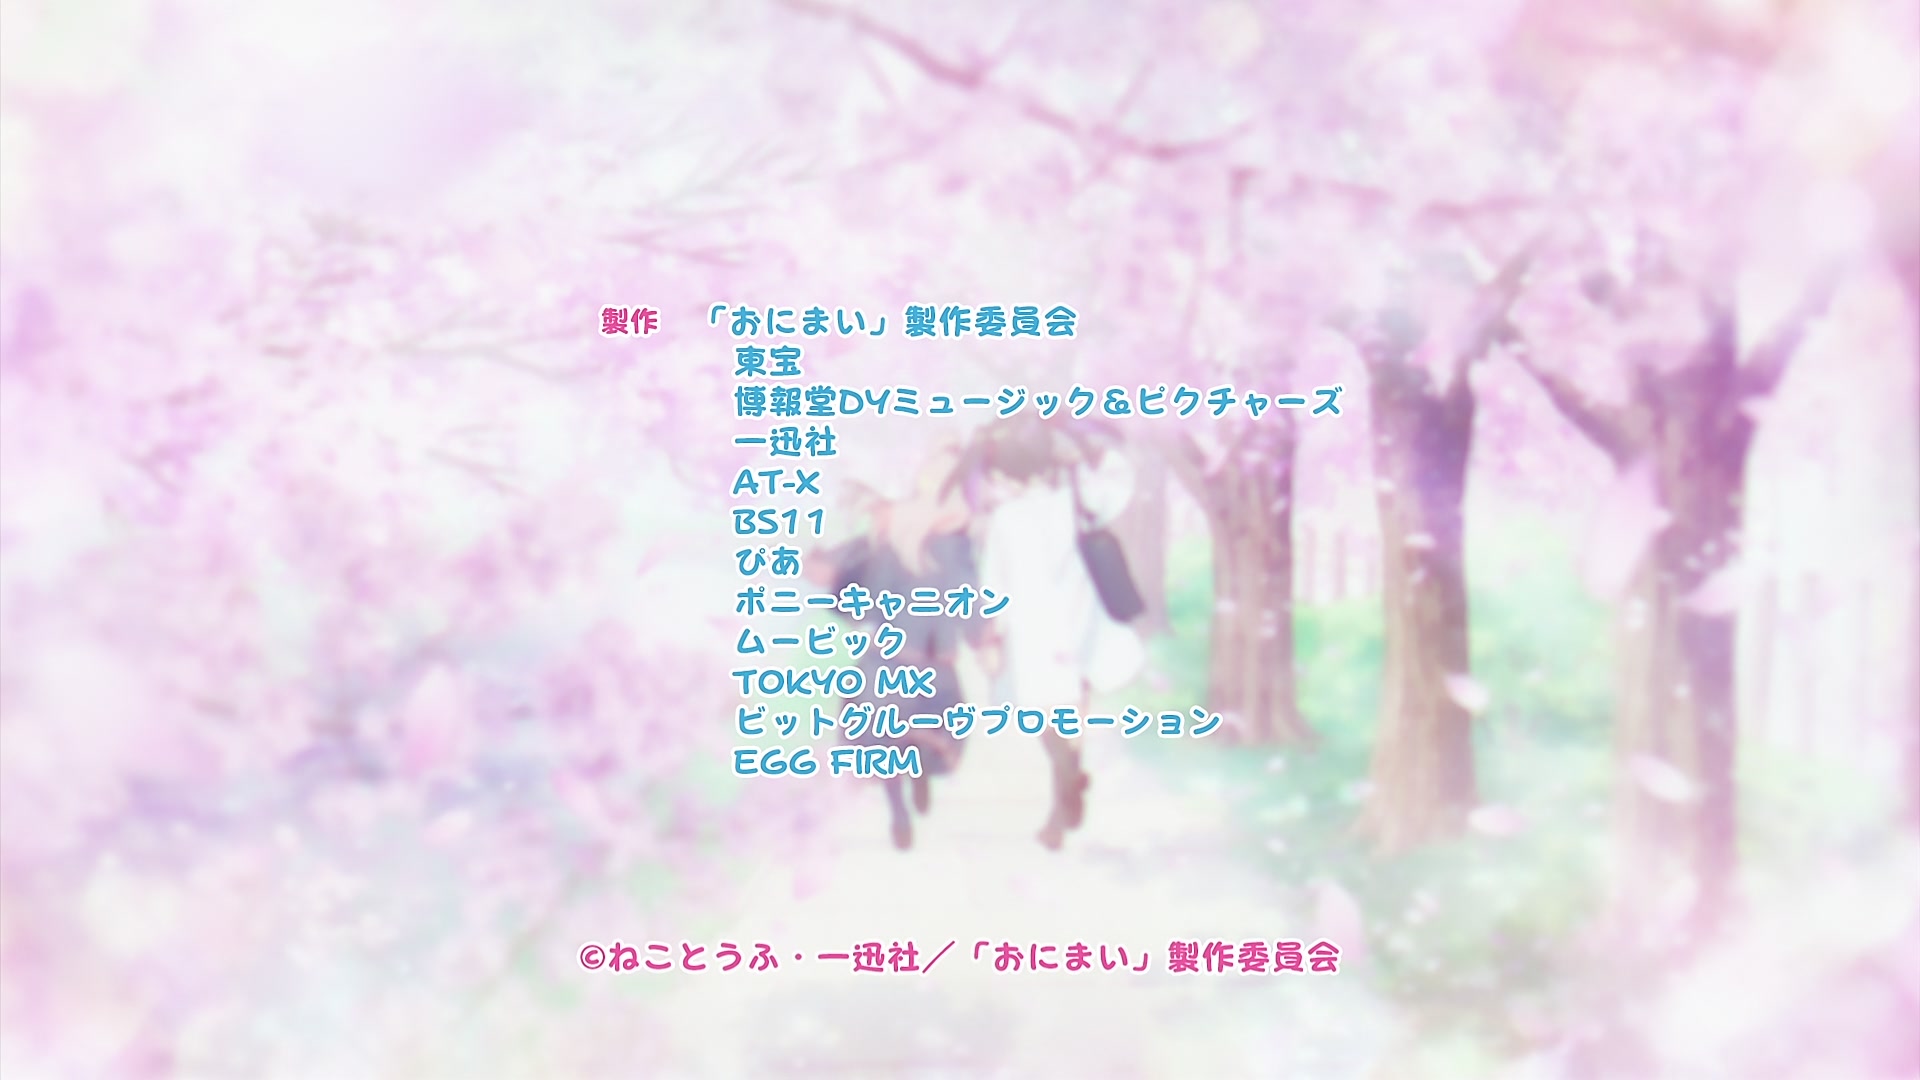 製作 「おにまい」製作委員会
東宝
博報堂DYミュージック&ピクチャーズ
一迅社
AT-X
BS11
ぴあ
ポニーキャニオン
ムービック
TOKYO MX
ビットグルーヴプロモーション
EGG FIRM
©ねことうふ・一迅社／「おにまい」製作委員会